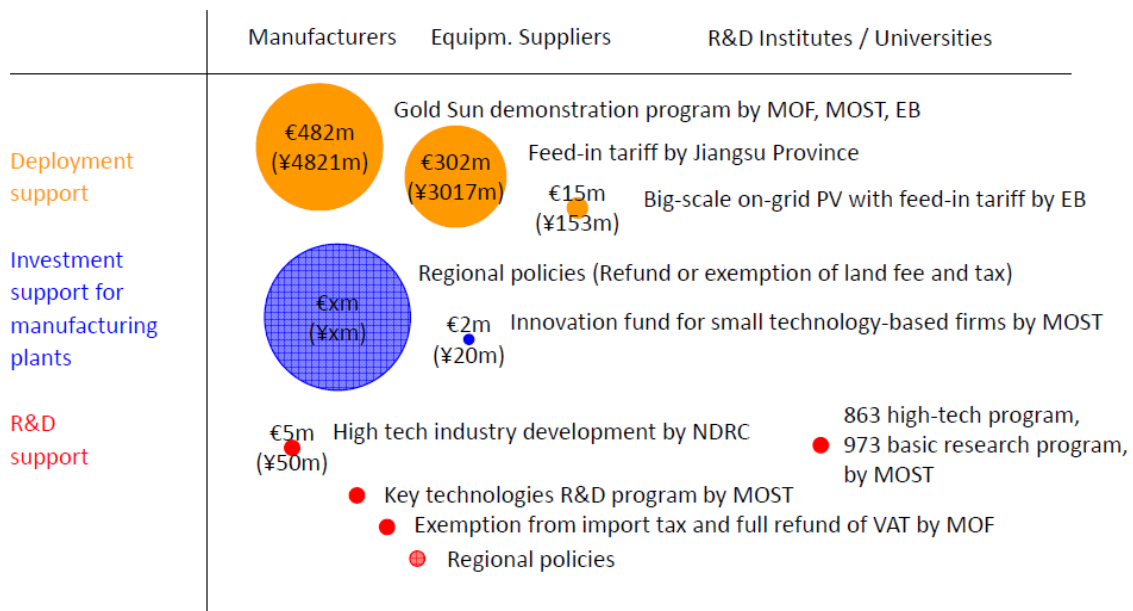 Manufacturers Equipm. Suppliers R&D Institutes / Universities
Deployment
support
€482m
(¥4821m)
Gold Sun demonstration program by MOF, MOST, EB
€302m
(¥3017m)
Feed-in tariff by Jiangsu Province
€15m
(¥153m)
Big-scale on-grid PV with feed-in tariff by EB
Investment
support for
manufacturing
plants
€xm
(¥xm)
Regional policies (Refund or exemption of land fee and tax)
€2m
(¥20m)
Innovation fund for small technology-based firms by MOST
R&D
support
€5m
(¥50m)
High tech industry development by NDRC
863 high-tech program,
973 basic research program,
by MOST
Key technologies R&D program by MOST
Exemption from import tax and full refund of VAT by MOF
Regional policies